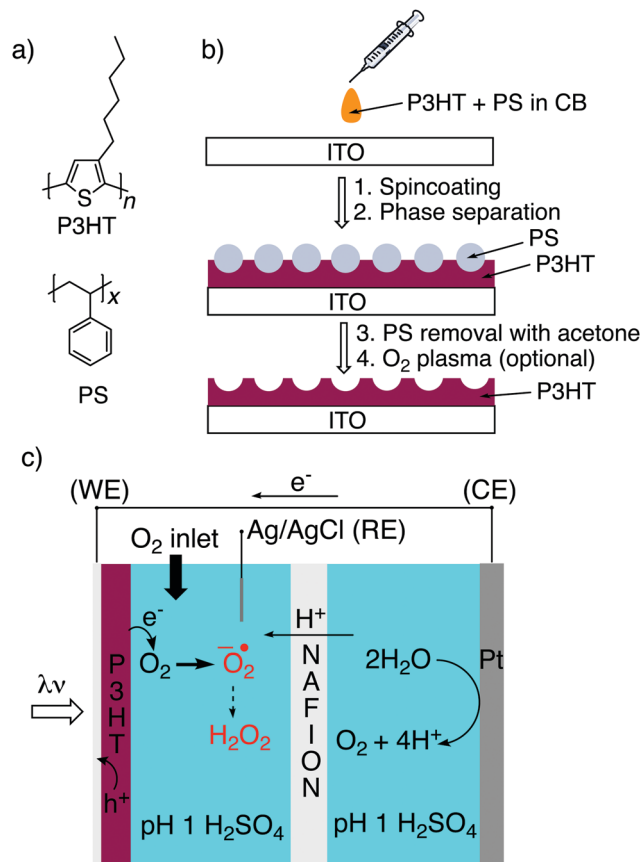 a)
n
P3HT
x
PS
b)
P3HT + PS in CB
ITO
1. Spincoating
2. Phase separation
PS
P3HT
ITO
3. PS removal with acetone
4. O₂ plasma (optional)
P3HT
ITO
S
c)
(WE)
e⁻
(CE)
O₂ inlet
Ag/AgCl (RE)
e⁻
O₂
⁻O₂•
H₂O₂
λν
P3HT
h⁺
pH 1 H₂SO₄
H⁺
NAFION
2H₂O
Pt
O₂ + 4H⁺
pH 1 H₂SO₄